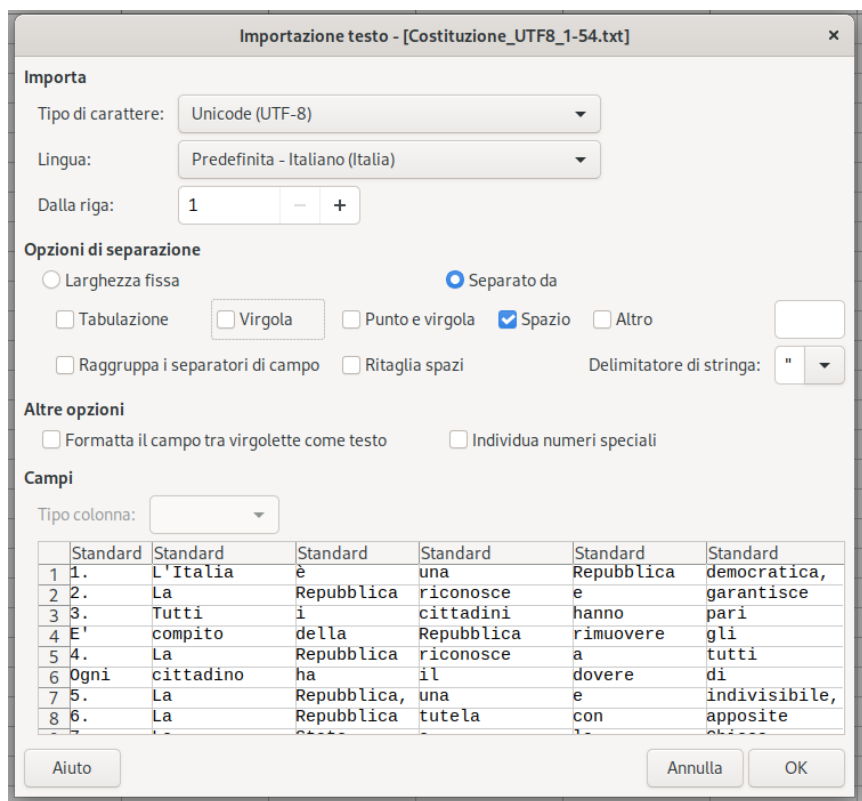 Importazione testo - [Costituzione_UTF8_1-54.txt] ×
Importa
Tipo di carattere: Unicode (UTF-8)
Lingua: Predefinita - Italiano (Italia)
Dalla riga: 1 − +
Opzioni di separazione
Larghezza fissa Separato da
Tabulazione Virgola Punto e virgola Spazio Altro
Raggruppa i separatori di campo Ritaglia spazi Delimitatore di stringa: "
Altre opzioni
Formatta il campo tra virgolette come testo Individua numeri speciali
Campi
Tipo colonna:
Standard Standard Standard Standard Standard Standard
1 1. L'Italia è una Repubblica democratica,
2 2. La Repubblica riconosce e garantisce
3 3. Tutti i cittadini hanno pari
4 E' compito della Repubblica rimuovere gli
5 4. La Repubblica riconosce a tutti
6 Ogni cittadino ha il dovere di
7 5. La Repubblica, una e indivisibile,
8 6. La Repubblica tutela con apposite
Aiuto Annulla OK